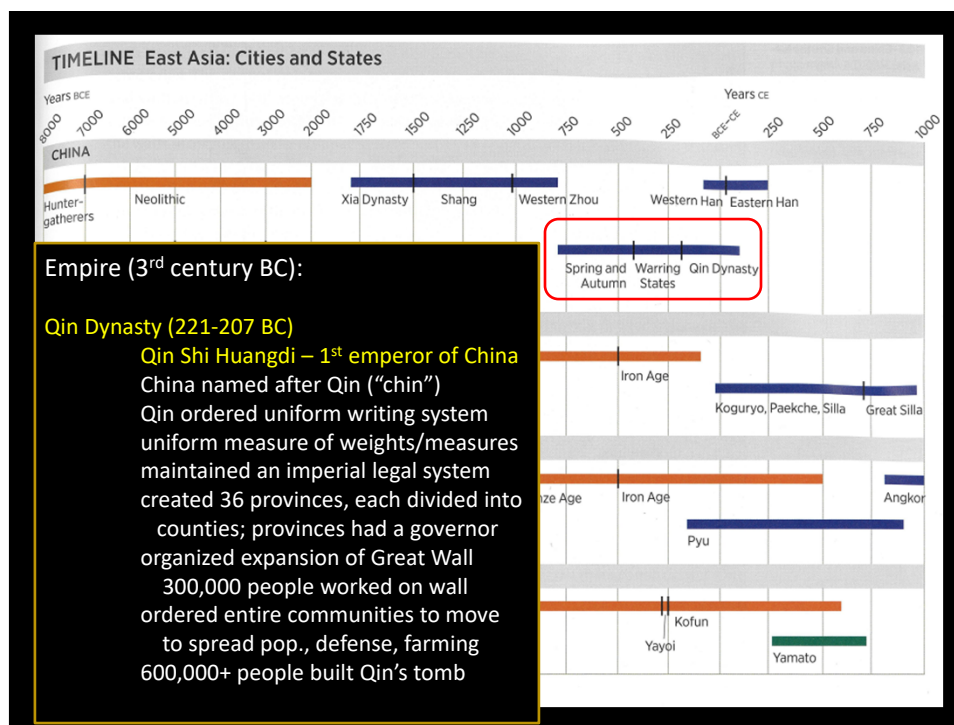 TIMELINE East Asia: Cities and States
Years BCE
Years CE
8000 7000 6000 5000 4000 3000 2000 1750 1500 1250 1000 750 500 250 BCE–CE 250 500 750 1000
CHINA
Hunter-
gatherers
Neolithic
Xia Dynasty
Shang
Western Zhou
Western Han
Eastern Han
Spring and
Autumn
Warring
States
Qin Dynasty
Empire (3rd century BC):
Qin Dynasty (221-207 BC)
Qin Shi Huangdi – 1st emperor of China
China named after Qin (“chin”)
Qin ordered uniform writing system
uniform measure of weights/measures
maintained an imperial legal system
created 36 provinces, each divided into
counties; provinces had a governor
organized expansion of Great Wall
300,000 people worked on wall
ordered entire communities to move
to spread pop., defense, farming
600,000+ people built Qin’s tomb
Iron Age
Koguryo, Paekche, Silla
Great Silla
nze Age
Iron Age
Angkor
Pyu
Kofun
Yayoi
Yamato